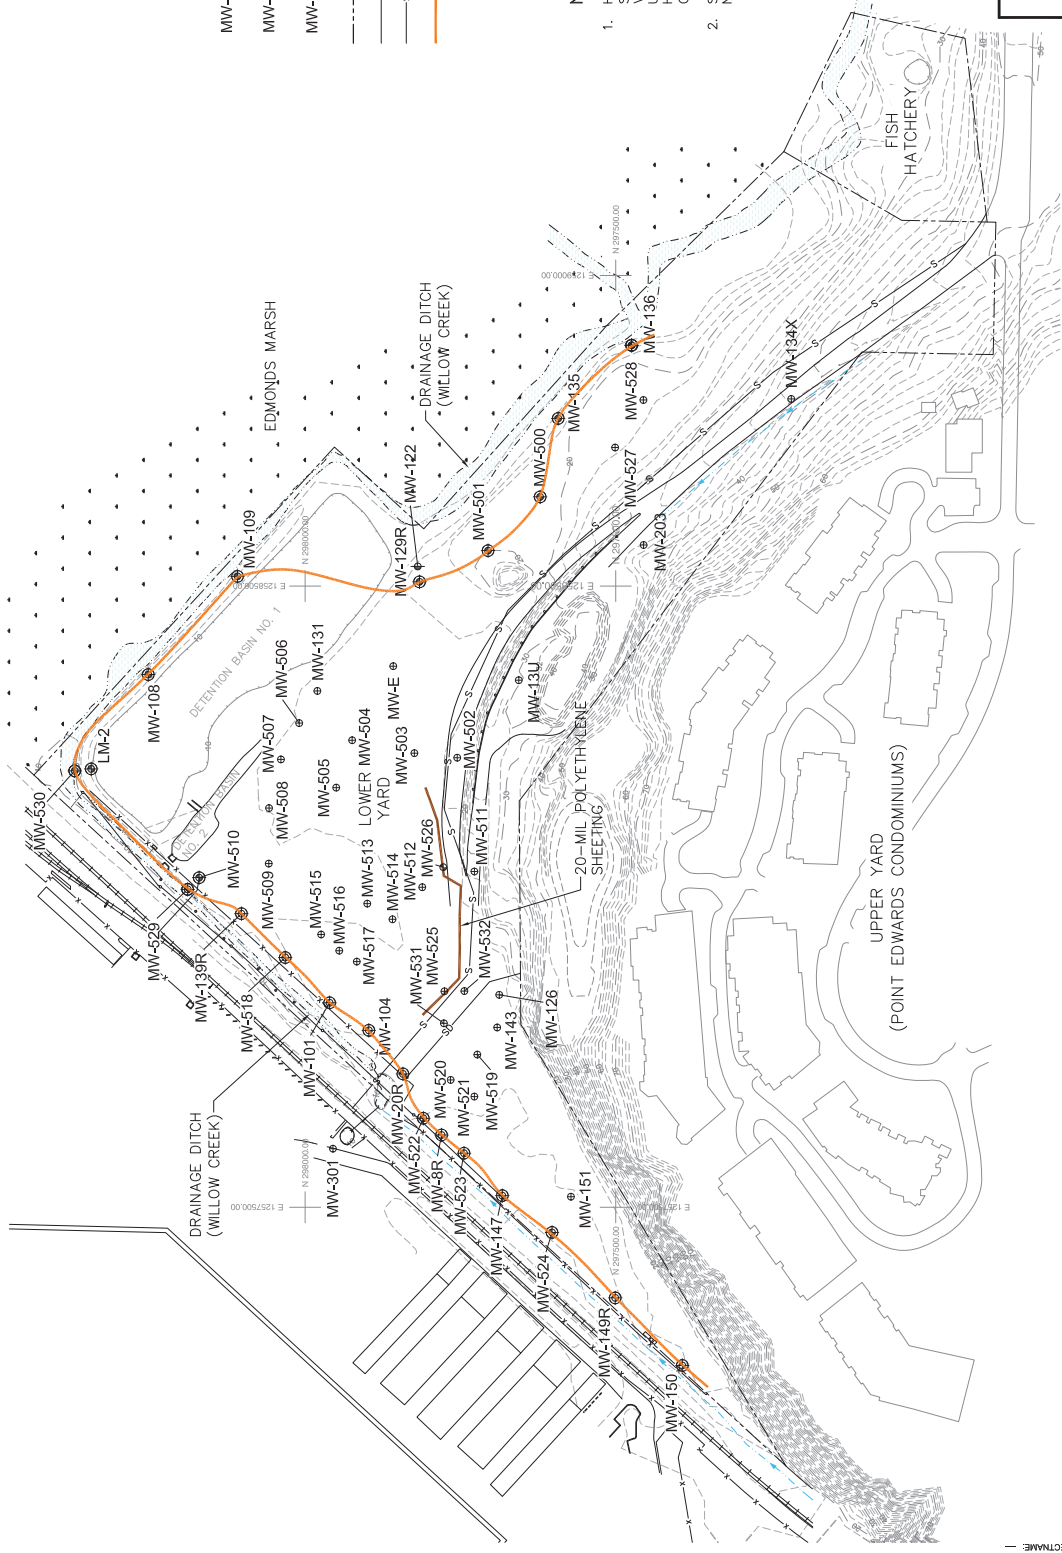 MW-
MW-
MW-
1.
2.
EDMONDS MARSH
FISH
HATCHERY
DRAINAGE DITCH
(WILLOW CREEK)
DRAINAGE DITCH
(WILLOW CREEK)
DETENTION BASIN NO. 1
DETENTION BASIN
NO. 2
LOWER
YARD
20-MIL POLYETHYLENE
SHEETING
UPPER YARD
(POINT EDWARDS CONDOMINIUMS)
N 298000.00
E 1258500.00
N 297500.00
N 298000.00
E 1257500.00
N 297500.00
MW-530
LM-2
MW-108
MW-109
MW-122
MW-129R
MW-501
MW-500
MW-135
MW-136
MW-528
MW-527
MW-134X
MW-203
MW-13U
MW-131
MW-506
MW-507
MW-508
MW-505
MW-504
MW-503
MW-E
MW-502
MW-511
MW-510
MW-509
MW-513
MW-514
MW-512
MW-526
MW-515
MW-516
MW-517
MW-529
MW-139R
MW-518
MW-101
MW-104
MW-531
MW-525
MW-532
MW-126
MW-143
MW-20R
MW-520
MW-521
MW-519
MW-522
MW-8R
MW-523
MW-301
MW-147
MW-151
MW-524
MW-149R
MW-150